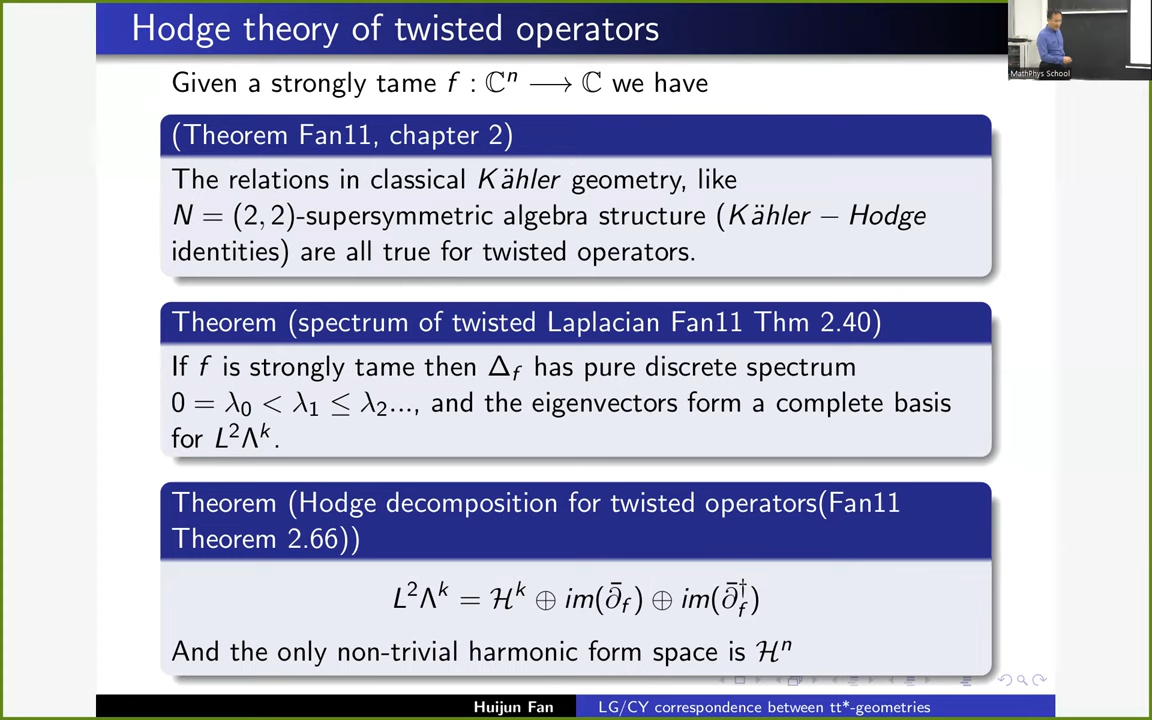 Hodge theory of twisted operators
MathPhys School
Given a strongly tame f : ℂⁿ ⟶ ℂ we have
(Theorem Fan11, chapter 2)
The relations in classical Kähler geometry, like
N = (2, 2)-supersymmetric algebra structure (Kähler − Hodge
identities) are all true for twisted operators.
Theorem (spectrum of twisted Laplacian Fan11 Thm 2.40)
If f is strongly tame then Δ_f has pure discrete spectrum
0 = λ₀ < λ₁ ≤ λ₂..., and the eigenvectors form a complete basis
for L²Λᵏ.
Theorem (Hodge decomposition for twisted operators(Fan11
Theorem 2.66))
L²Λᵏ = ℋᵏ ⊕ im(∂̄_f) ⊕ im(∂̄_f^†)
And the only non-trivial harmonic form space is ℋⁿ
Huijun Fan
LG/CY correspondence between tt*-geometries